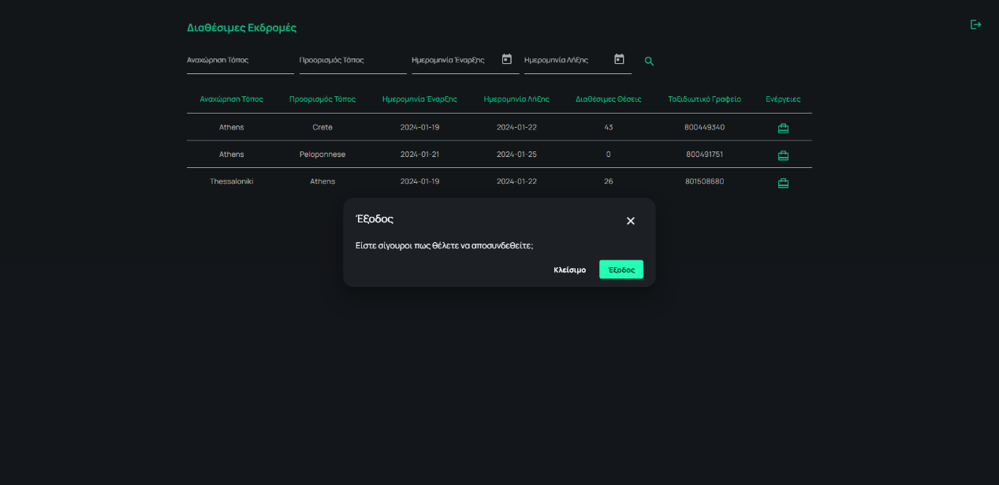 Διαθέσιμες Εκδρομές
Αναχώρηση Τόπος Προορισμός Τόπος Ημερομηνία Έναρξης Ημερομηνία Λήξης
Αναχώρηση Τόπος Προορισμός Τόπος Ημερομηνία Έναρξης Ημερομηνία Λήξης Διαθέσιμες Θέσεις Ταξιδιωτικό Γραφείο Ενέργειες
Athens Crete 2024-01-19 2024-01-22 43 800449340
Athens Peloponnese 2024-01-21 2024-01-25 0 800491751
Thessaloniki Athens 2024-01-19 2024-01-22 26 801508680
Έξοδος
Είστε σίγουροι πως θέλετε να αποσυνδεθείτε;
Κλείσιμο Έξοδος